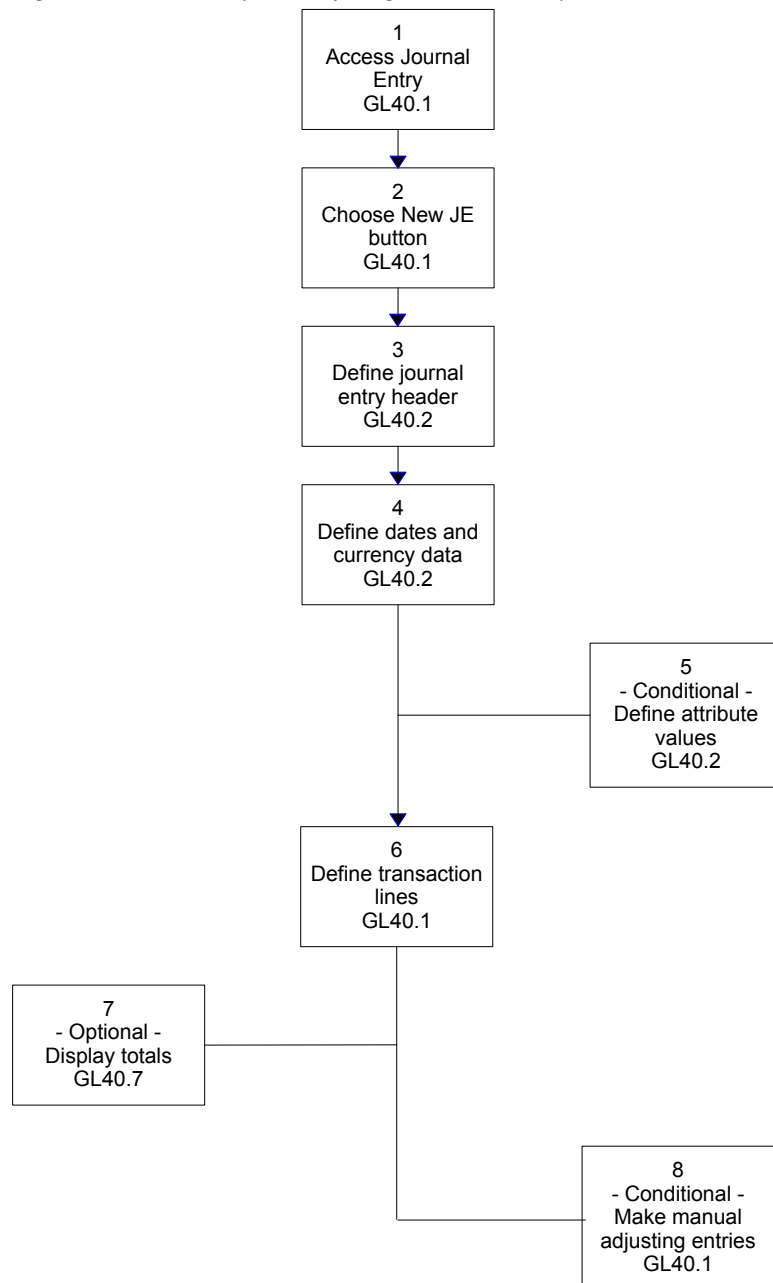 1
Access Journal
Entry
GL40.1
2
Choose New JE
button
GL40.1
3
Define journal
entry header
GL40.2
4
Define dates and
currency data
GL40.2
5
- Conditional -
Define attribute
values
GL40.2
6
Define transaction
lines
GL40.1
7
- Optional -
Display totals
GL40.7
8
- Conditional -
Make manual
adjusting entries
GL40.1